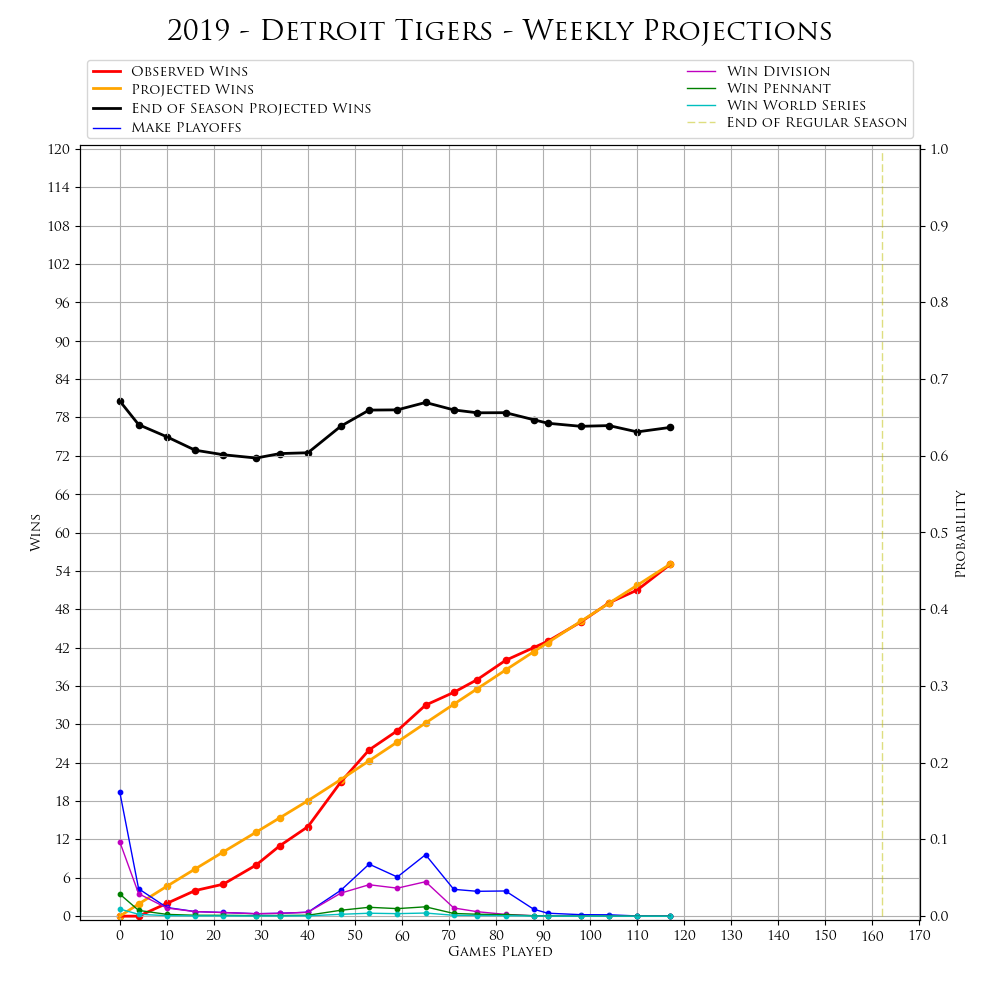 2019 - Detroit Tigers - Weekly Projections
Observed Wins
Projected Wins
End of Season Projected Wins
Make Playoffs
Win Division
Win Pennant
Win World Series
End of Regular Season
120
114
108
102
96
90
84
78
72
66
60
54
48
42
36
30
24
18
12
6
0
Wins
1.0
0.9
0.8
0.7
0.6
0.5
0.4
0.3
0.2
0.1
0.0
Probability
0 10 20 30 40 50 60 70 80 90 100 110 120 130 140 150 160 170
Games Played